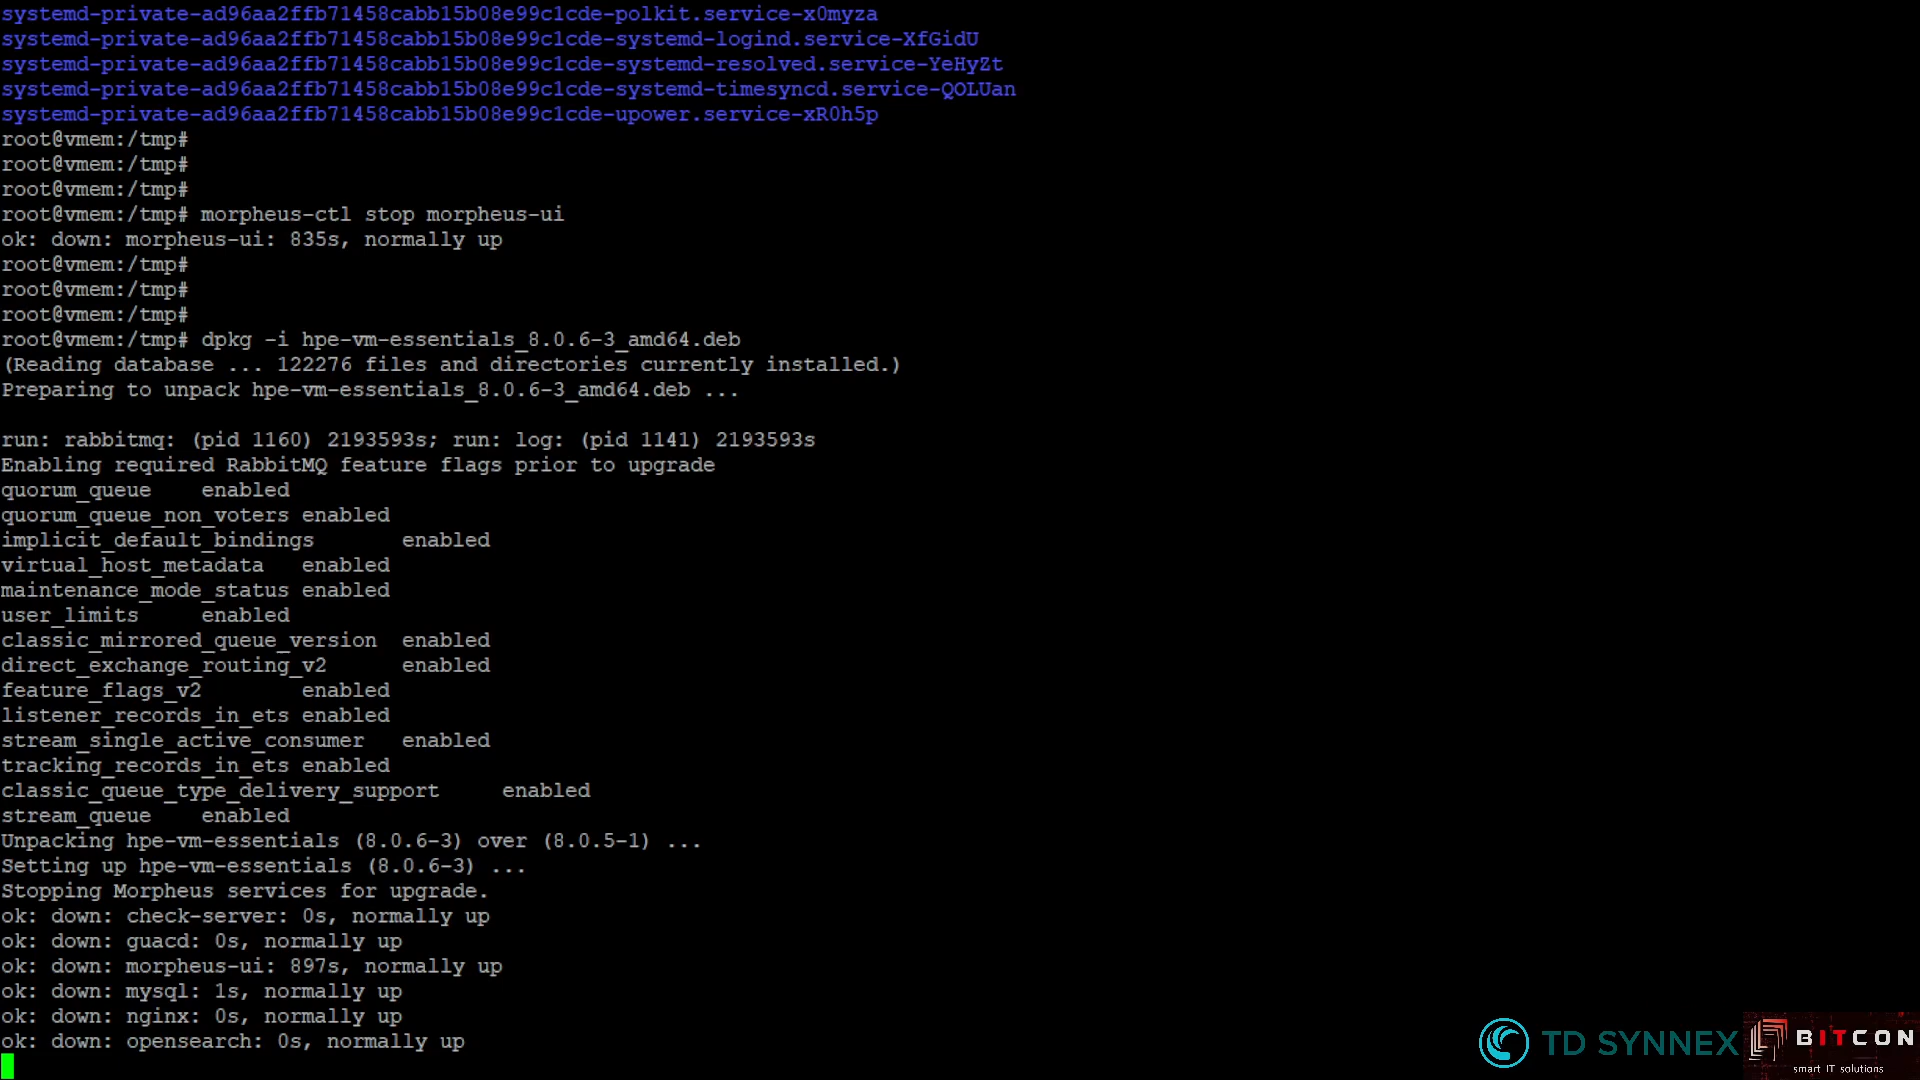 systemd-private-ad96aa2ffb71458cabb15b08e99c1cde-polkit.service-x0myza
systemd-private-ad96aa2ffb71458cabb15b08e99c1cde-systemd-logind.service-XfGidU
systemd-private-ad96aa2ffb71458cabb15b08e99c1cde-systemd-resolved.service-YeHyZt
systemd-private-ad96aa2ffb71458cabb15b08e99c1cde-systemd-timesyncd.service-QOLUan
systemd-private-ad96aa2ffb71458cabb15b08e99c1cde-upower.service-xR0h5p
root@vmem:/tmp#
root@vmem:/tmp#
root@vmem:/tmp#
root@vmem:/tmp# morpheus-ctl stop morpheus-ui
ok: down: morpheus-ui: 835s, normally up
root@vmem:/tmp#
root@vmem:/tmp#
root@vmem:/tmp#
root@vmem:/tmp# dpkg -i hpe-vm-essentials_8.0.6-3_amd64.deb
(Reading database ... 122276 files and directories currently installed.)
Preparing to unpack hpe-vm-essentials_8.0.6-3_amd64.deb ...
run: rabbitmq: (pid 1160) 2193593s; run: log: (pid 1141) 2193593s
Enabling required RabbitMQ feature flags prior to upgrade
quorum_queue enabled
quorum_queue_non_voters enabled
implicit_default_bindings enabled
virtual_host_metadata enabled
maintenance_mode_status enabled
user_limits enabled
classic_mirrored_queue_version enabled
direct_exchange_routing_v2 enabled
feature_flags_v2 enabled
listener_records_in_ets enabled
stream_single_active_consumer enabled
tracking_records_in_ets enabled
classic_queue_type_delivery_support enabled
stream_queue enabled
Unpacking hpe-vm-essentials (8.0.6-3) over (8.0.5-1) ...
Setting up hpe-vm-essentials (8.0.6-3) ...
Stopping Morpheus services for upgrade.
ok: down: check-server: 0s, normally up
ok: down: guacd: 0s, normally up
ok: down: morpheus-ui: 897s, normally up
ok: down: mysql: 1s, normally up
ok: down: nginx: 0s, normally up
ok: down: opensearch: 0s, normally up
TD SYNNEX
BITCON
smart IT solutions